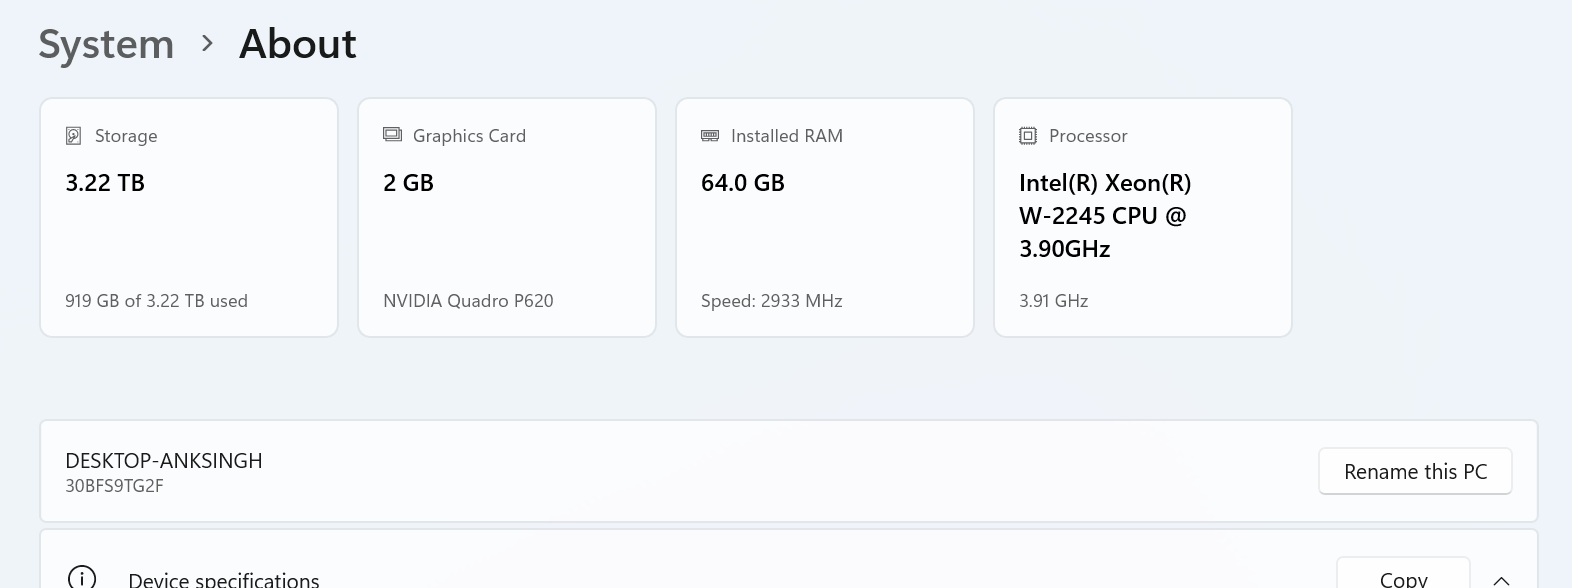 System > About
Storage
3.22 TB
919 GB of 3.22 TB used
Graphics Card
2 GB
NVIDIA Quadro P620
Installed RAM
64.0 GB
Speed: 2933 MHz
Processor
Intel(R) Xeon(R)
W-2245 CPU @
3.90GHz
3.91 GHz
DESKTOP-ANKSINGH
30BFS9TG2F
Rename this PC
Device specifications
Copy